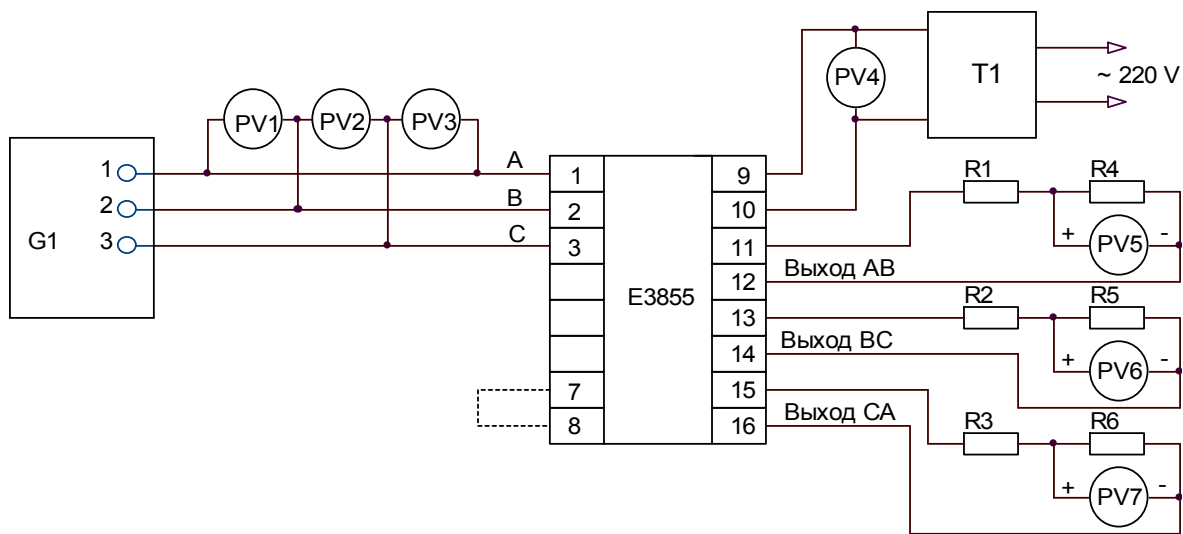 PV4
T1
~ 220 V
PV1
PV2
PV3
G1
1
2
3
A
B
C
1
2
3
7
8
E3855
9
10
11
12
13
14
15
16
R1
R4
+
PV5
-
Выход AB
R2
R5
+
PV6
-
Выход BC
R3
R6
+
PV7
-
Выход CA